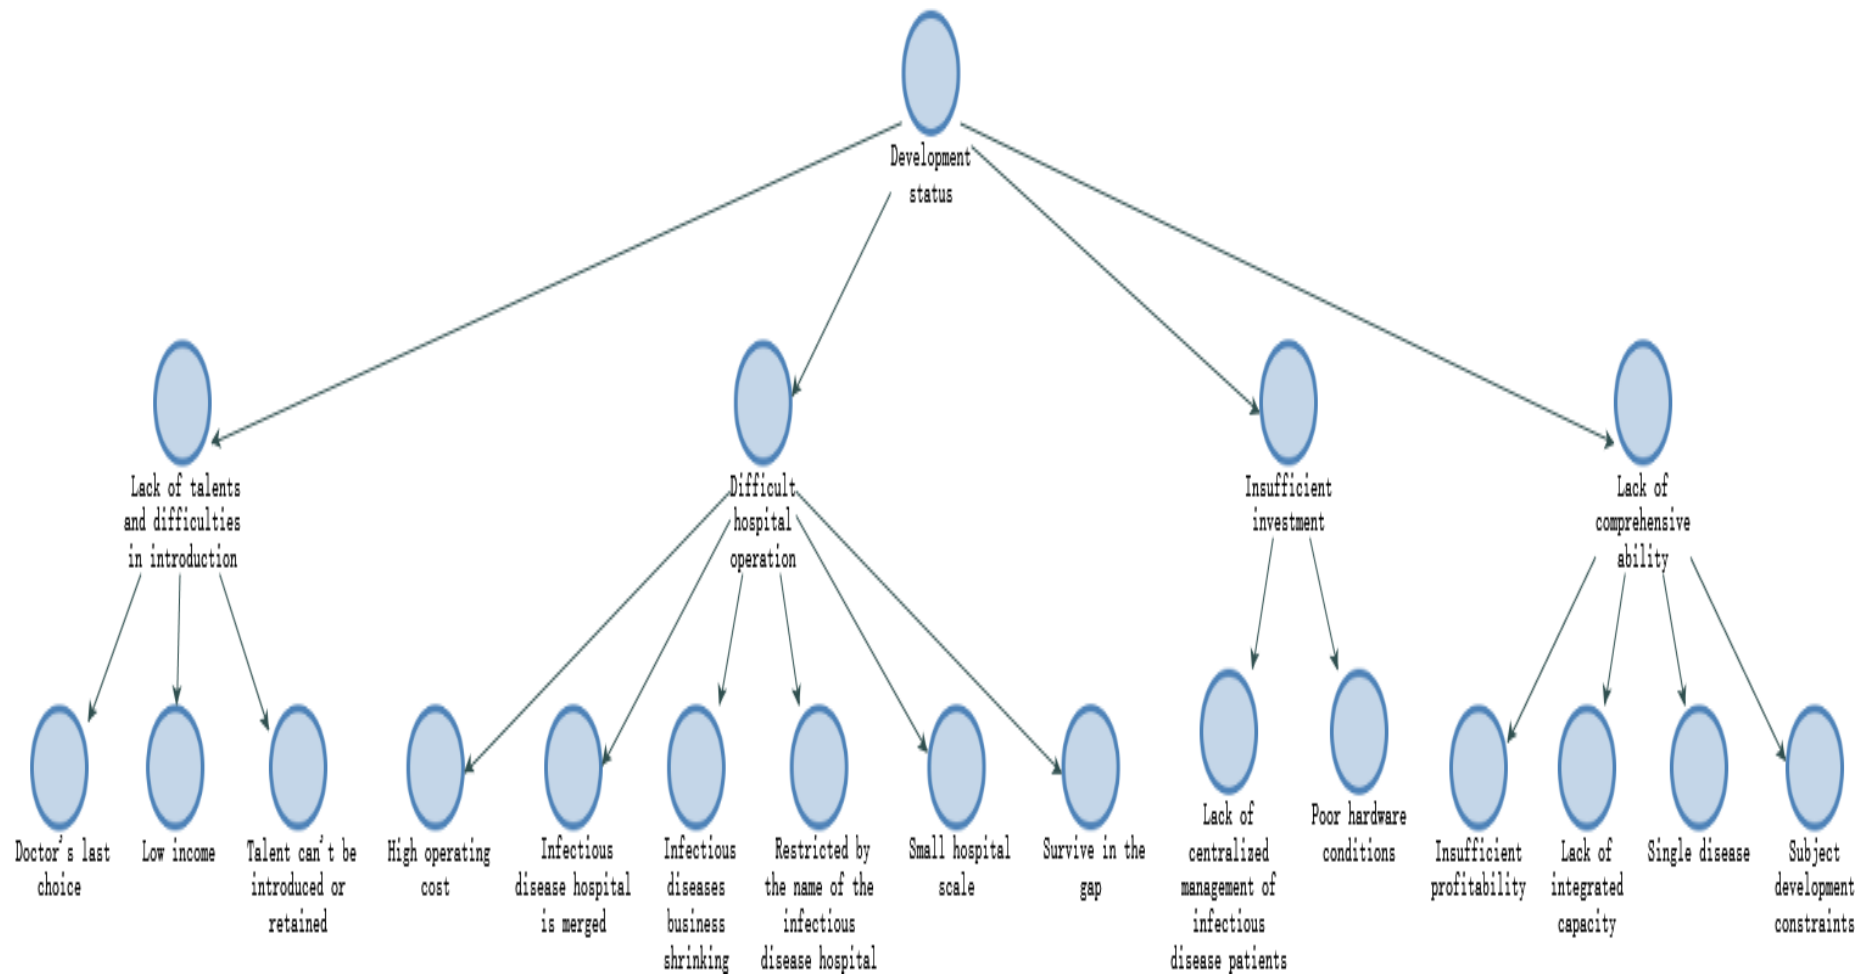 Development
status
Lack of talents
and difficulties
in introduction
Difficult
hospital
operation
Insufficient
investment
Lack of
comprehensive
ability
Doctor's last
choice
Low income
Talent can't be
introduced or
retained
High operating
cost
Infectious
disease hospital
is merged
Infectious
diseases
business
shrinking
Restricted by
the name of the
infectious
disease hospital
Small hospital
scale
Survive in the
gap
Lack of
centralized
management of
infectious
disease patients
Poor hardware
conditions
Insufficient
profitability
Lack of
integrated
capacity
Single disease
Subject
development
constraints